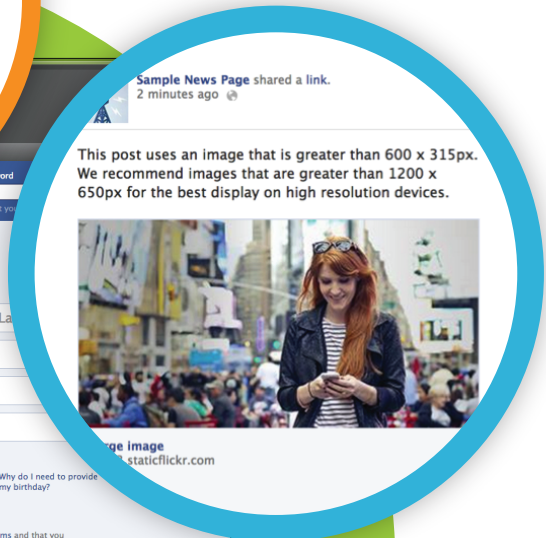 Sample News Page shared a link.
2 minutes ago
This post uses an image that is greater than 600 x 315px.
We recommend images that are greater than 1200 x
650px for the best display on high resolution devices.
image
staticflickr.com
Why do I need to provide
my birthday?
and that you